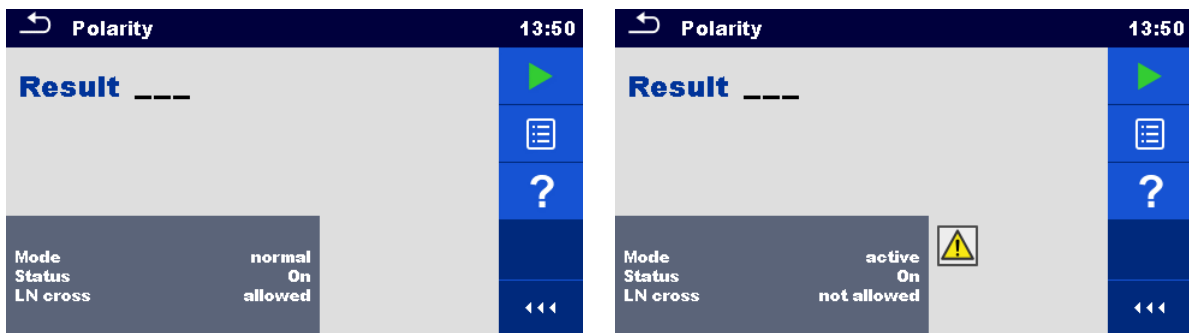 Polarity 13:50
Result ___
?
Mode normal
Status On
LN cross allowed
Polarity 13:50
Result ___
?
Mode active
Status On
LN cross not allowed